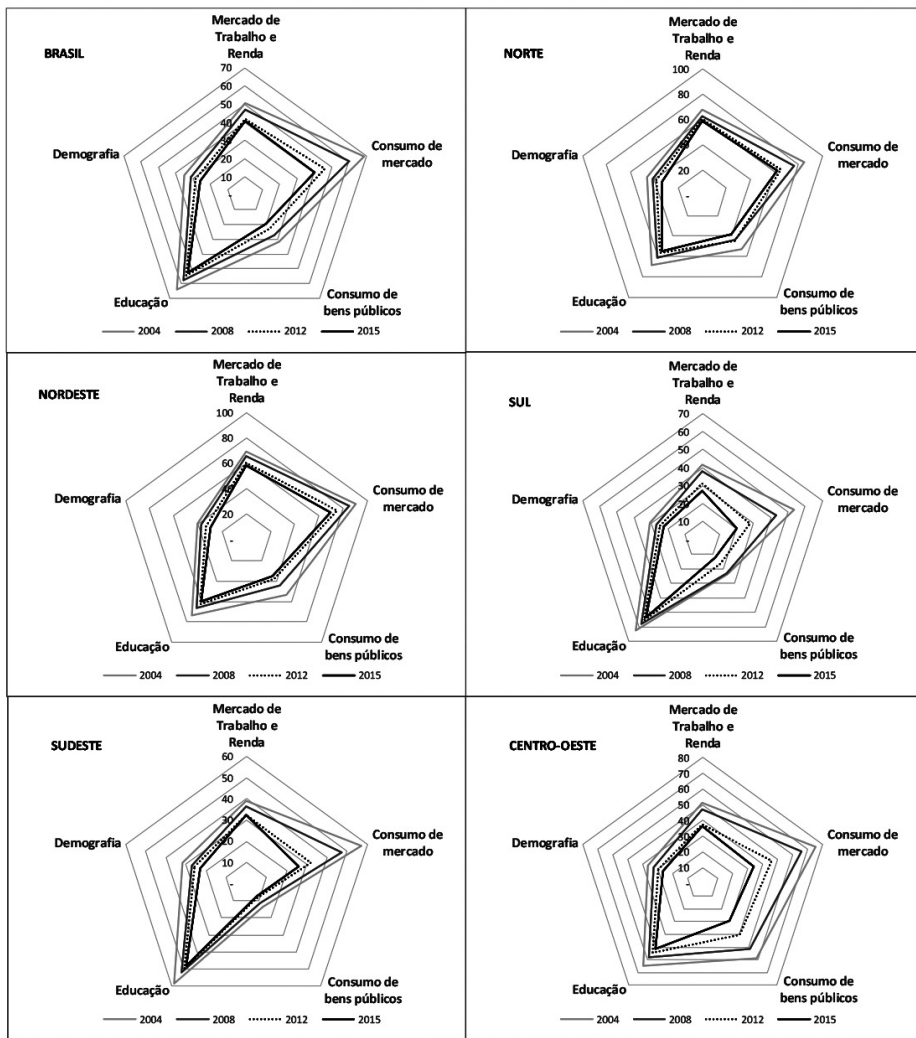 BRASIL
Mercado de
Trabalho e
Renda
70
60
50
40
30
20
10
-
Consumo de
mercado
Consumo de
bens públicos
Educação
Demografia
2004 2008 2012 2015
NORTE
Mercado de
Trabalho e
Renda
100
80
60
40
20
-
Consumo de
mercado
Consumo de
bens públicos
Educação
Demografia
2004 2008 2012 2015
NORDESTE
Mercado de
Trabalho e
Renda
100
80
60
40
20
-
Consumo de
mercado
Consumo de
bens públicos
Educação
Demografia
2004 2008 2012 2015
SUL
Mercado de
Trabalho e
Renda
70
60
50
40
30
20
10
-
Consumo de
mercado
Consumo de
bens públicos
Educação
Demografia
2004 2008 2012 2015
SUDESTE
Mercado de
Trabalho e
Renda
60
50
40
30
20
10
-
Consumo de
mercado
Consumo de
bens públicos
Educação
Demografia
2004 2008 2012 2015
CENTRO-OESTE
Mercado de
Trabalho e
Renda
80
70
60
50
40
30
20
10
-
Consumo de
mercado
Consumo de
bens públicos
Educação
Demografia
2004 2008 2012 2015